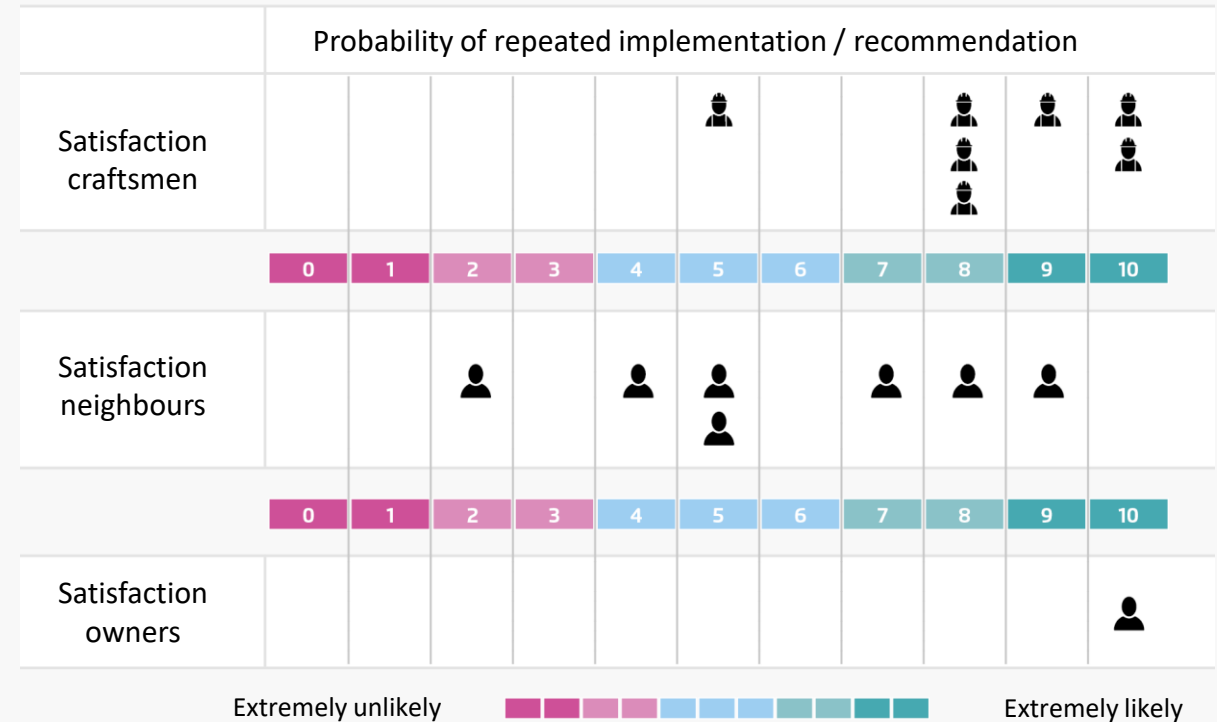 Probability of repeated implementation / recommendation
Satisfaction
craftsmen
0 1 2 3 4 5 6 7 8 9 10
Satisfaction
neighbours
0 1 2 3 4 5 6 7 8 9 10
Satisfaction
owners
Extremely unlikely Extremely likely